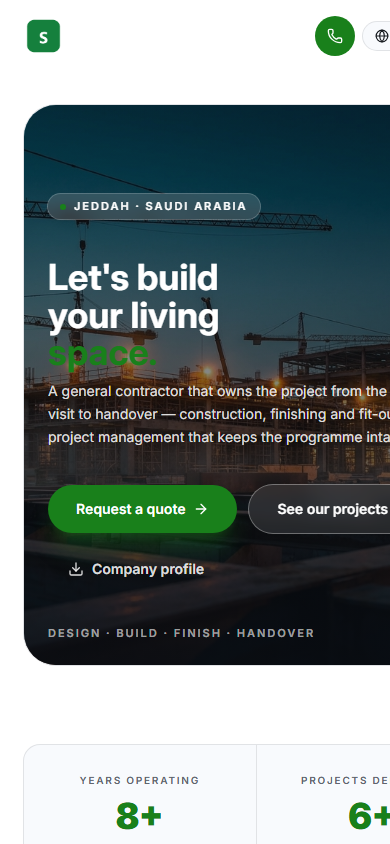 S
JEDDAH · SAUDI ARABIA
Let's build
your living
space.
A general contractor that owns the project from the
visit to handover — construction, finishing and fit-ou
project management that keeps the programme inta
Request a quote →
See our projects
Company profile
DESIGN · BUILD · FINISH · HANDOVER
YEARS OPERATING
PROJECTS DE
8+
6+